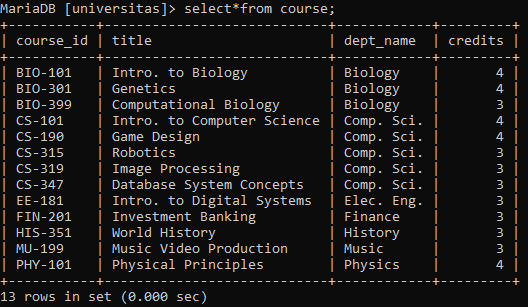 MariaDB [universitas]> select*from course;
+-----------+----------------------------+------------+---------+
| course_id | title                      | dept_name  | credits |
+-----------+----------------------------+------------+---------+
| BIO-101   | Intro. to Biology          | Biology    |       4 |
| BIO-301   | Genetics                   | Biology    |       4 |
| BIO-399   | Computational Biology      | Biology    |       3 |
| CS-101    | Intro. to Computer Science | Comp. Sci. |       4 |
| CS-190    | Game Design                | Comp. Sci. |       4 |
| CS-315    | Robotics                   | Comp. Sci. |       3 |
| CS-319    | Image Processing           | Comp. Sci. |       3 |
| CS-347    | Database System Concepts   | Comp. Sci. |       3 |
| EE-181    | Intro. to Digital Systems  | Elec. Eng. |       3 |
| FIN-201   | Investment Banking         | Finance    |       3 |
| HIS-351   | World History              | History    |       3 |
| MU-199    | Music Video Production     | Music      |       3 |
| PHY-101   | Physical Principles        | Physics    |       4 |
+-----------+----------------------------+------------+---------+
13 rows in set (0.000 sec)